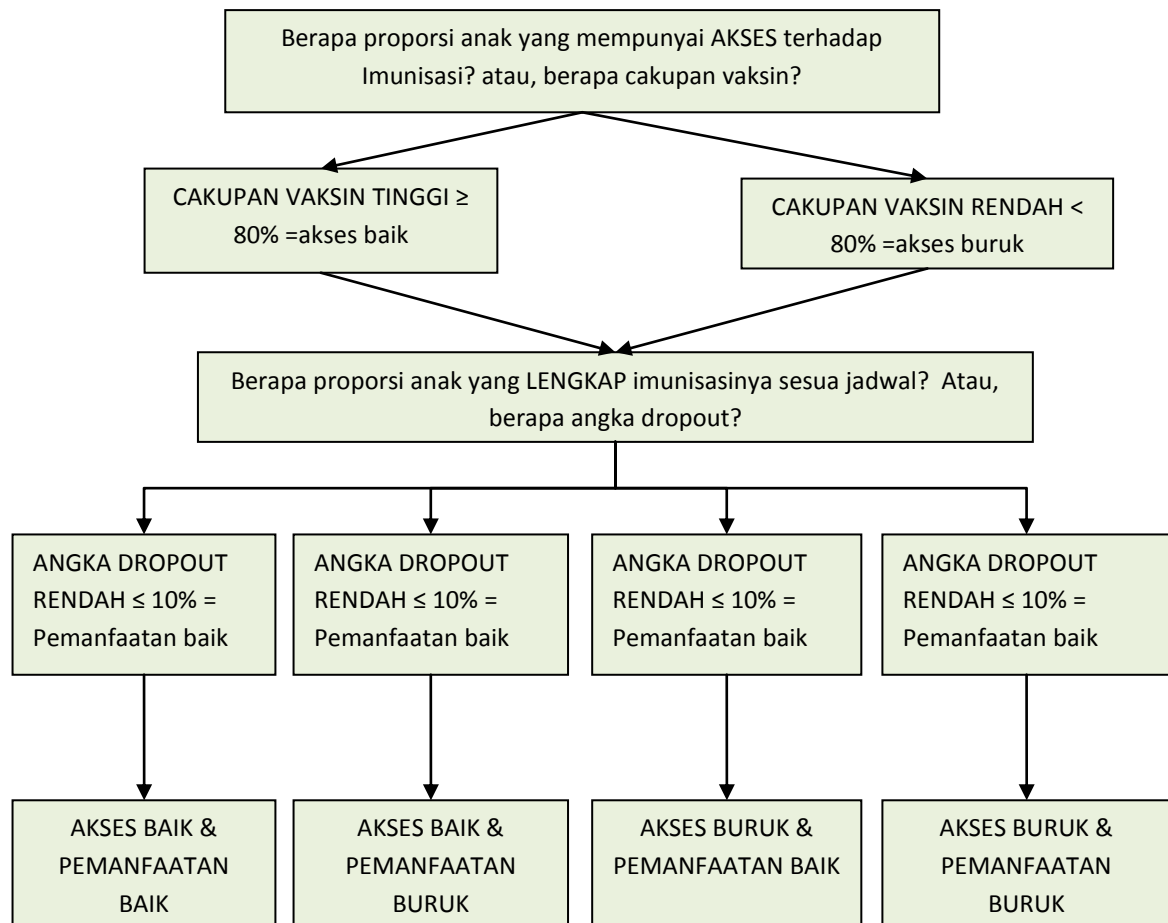 Berapa proporsi anak yang mempunyai AKSES terhadap
Imunisasi? atau, berapa cakupan vaksin?
CAKUPAN VAKSIN TINGGI ≥
80% =akses baik
CAKUPAN VAKSIN RENDAH <
80% =akses buruk
Berapa proporsi anak yang LENGKAP imunisasinya sesua jadwal? Atau,
berapa angka dropout?
ANGKA DROPOUT
RENDAH ≤ 10% =
Pemanfaatan baik
ANGKA DROPOUT
RENDAH ≤ 10% =
Pemanfaatan baik
ANGKA DROPOUT
RENDAH ≤ 10% =
Pemanfaatan baik
ANGKA DROPOUT
RENDAH ≤ 10% =
Pemanfaatan baik
AKSES BAIK &
PEMANFAATAN
BAIK
AKSES BAIK &
PEMANFAATAN
BURUK
AKSES BURUK &
PEMANFAATAN BAIK
AKSES BURUK &
PEMANFAATAN
BURUK